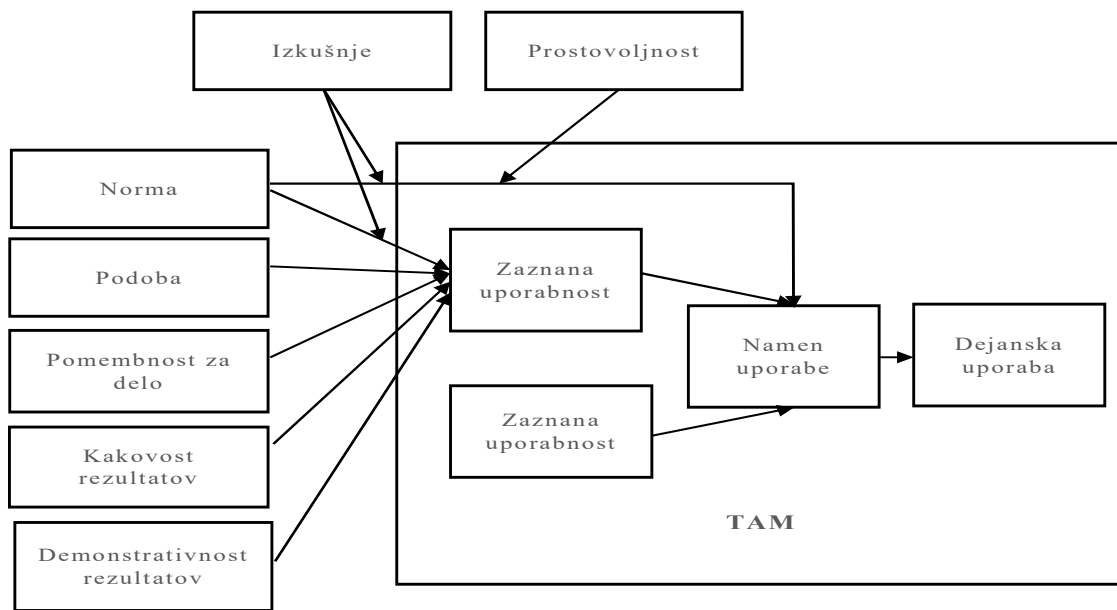 Izkušnje
Prostovoljnost
Norma
Podoba
Pomembnost za
delo
Kakovost
rezultatov
Demonstrativnost
rezultatov
Zaznana
uporabnost
Zaznana
uporabnost
Namen
uporabe
Dejanska
uporaba
TAM